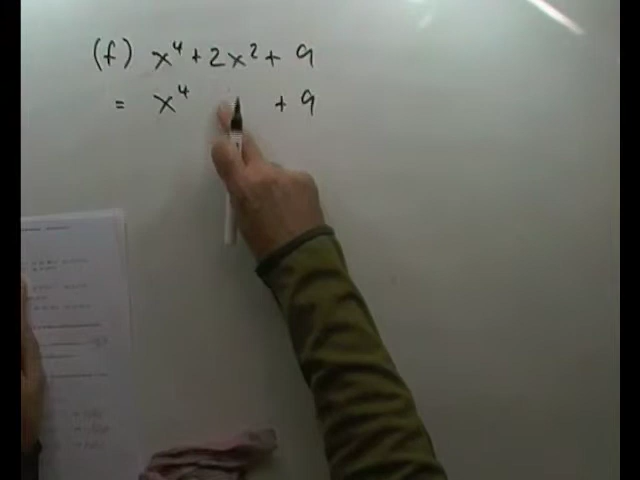 (f) x⁴ + 2x² + 9
= x⁴ + 9